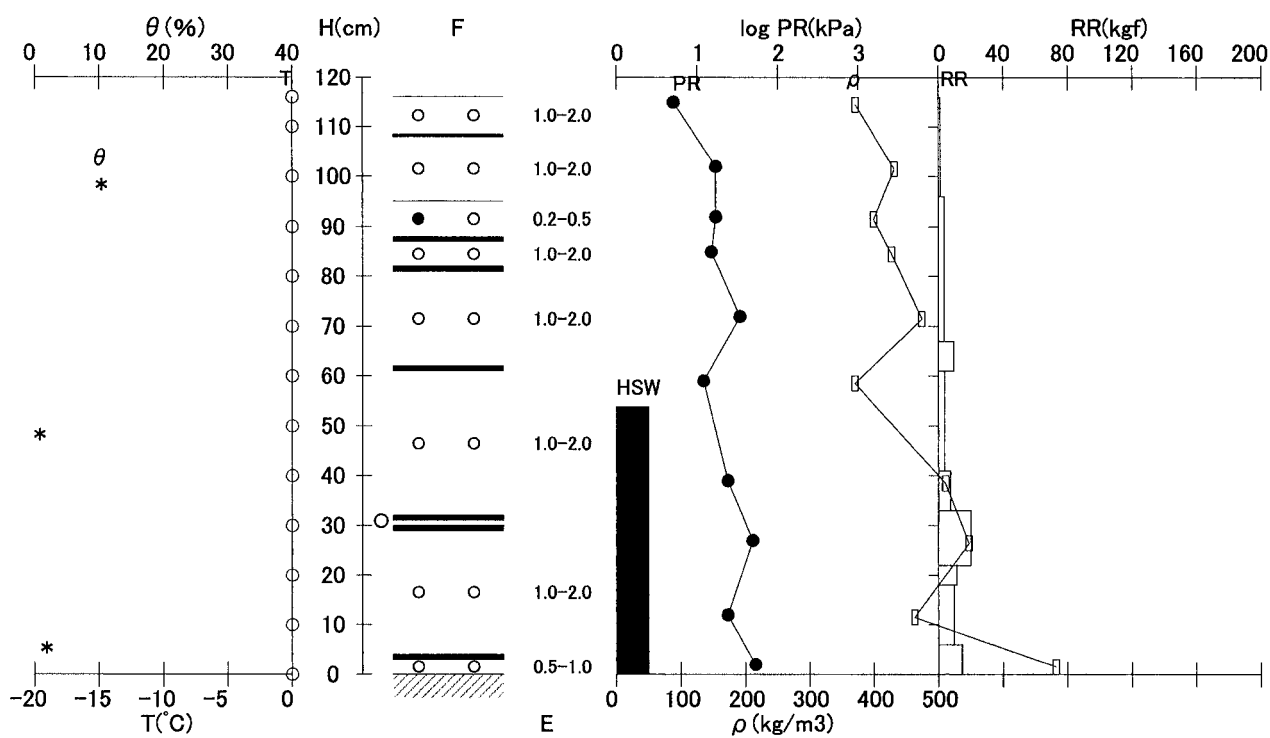 θ(%) H(cm) F log PR(kPa) RR(kgf)
0 10 20 30 40 0 1 2 3 0 40 80 120 160 200
T 120 PR ρ RR
1.0-2.0
110
θ 1.0-2.0
100
90 0.2-0.5
1.0-2.0
80
70 1.0-2.0
60 HSW
50
1.0-2.0
40
30
20 1.0-2.0
10
0 0.5-1.0
-20 -15 -10 -5 0 100 200 300 400 500
T(°C) E ρ(kg/m3)